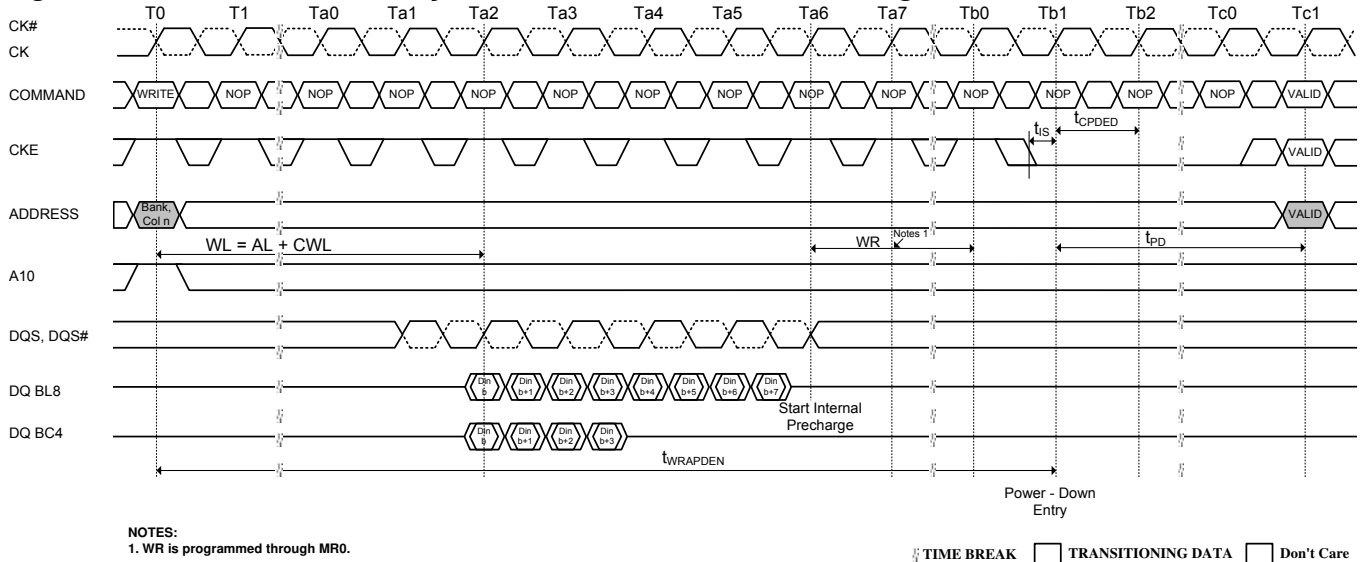 T0 T1 Ta0 Ta1 Ta2 Ta3 Ta4 Ta5 Ta6 Ta7 Tb0 Tb1 Tb2 Tc0 Tc1
CK#
CK
COMMAND WRITE NOP NOP NOP NOP NOP NOP NOP NOP NOP NOP NOP NOP NOP VALID
tIS tCPDED
CKE VALID
ADDRESS Bank, Col n VALID
WL = AL + CWL WR Notes 1 tPD
A10
DQS, DQS#
DQ BL8 Din b Din b+1 Din b+2 Din b+3 Din b+4 Din b+5 Din b+6 Din b+7
Start Internal
Precharge
DQ BC4 Din b Din b+1 Din b+2 Din b+3
tWRAPDEN
Power - Down
Entry
NOTES:
1. WR is programmed through MR0.
TIME BREAK TRANSITIONING DATA Don't Care